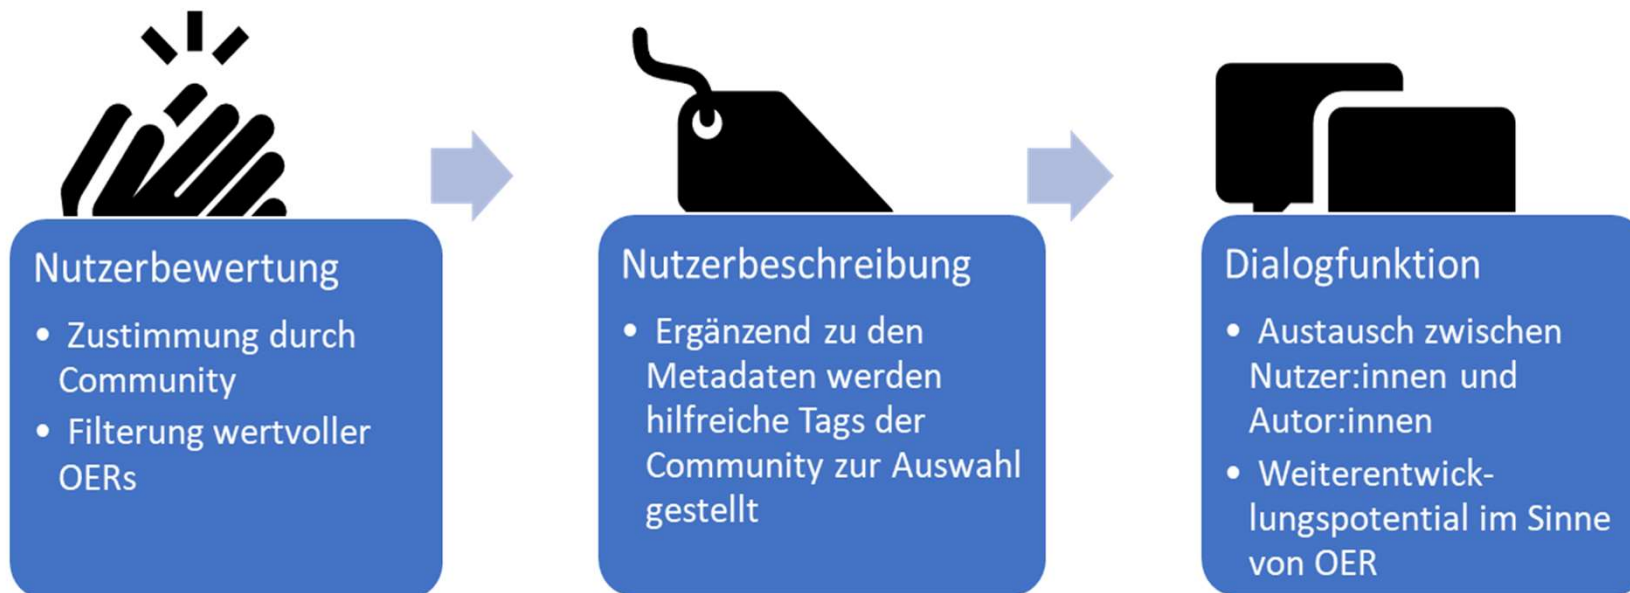 Nutzerbewertung
• Zustimmung durch
Community
• Filterung wertvoller
OERs
Nutzerbeschreibung
• Ergänzend zu den
Metadaten werden
hilfreiche Tags der
Community zur Auswahl
gestellt
Dialogfunktion
• Austausch zwischen
Nutzer:innen und
Autor:innen
• Weiterentwick-
lungspotential im Sinne
von OER